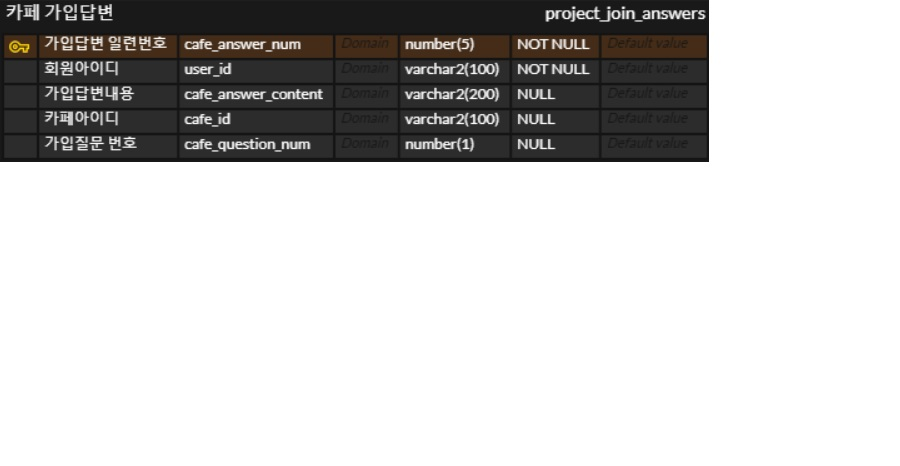 카페 가입답변 project_join_answers
가입답변 일련번호 cafe_answer_num Domain number(5) NOT NULL Default value
회원아이디 user_id Domain varchar2(100) NOT NULL Default value
가입답변내용 cafe_answer_content Domain varchar2(200) NULL Default value
카페아이디 cafe_id Domain varchar2(100) NULL Default value
가입질문 번호 cafe_question_num Domain number(1) NULL Default value